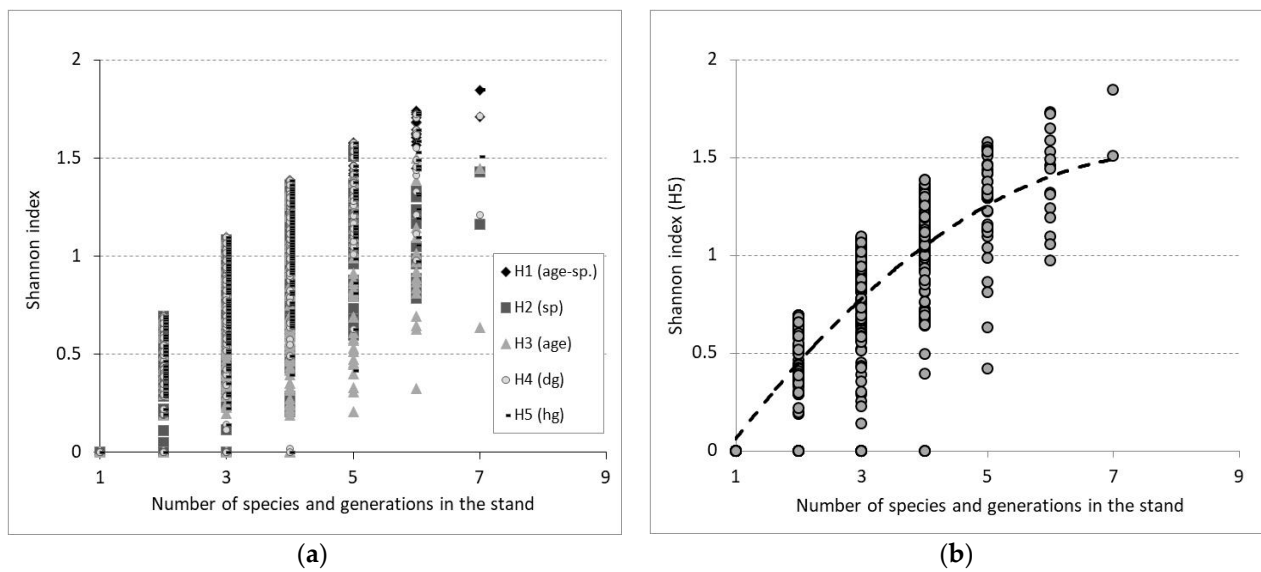 2
1.5
1
0.5
0
Shannon index
1 3 5 7 9
Number of species and generations in the stand
H1 (age-sp.)
H2 (sp)
H3 (age)
H4 (dg)
H5 (hg)
(a)
2
1.5
1
0.5
0
Shannon index (H5)
1 3 5 7 9
Number of species and generations in the stand
(b)